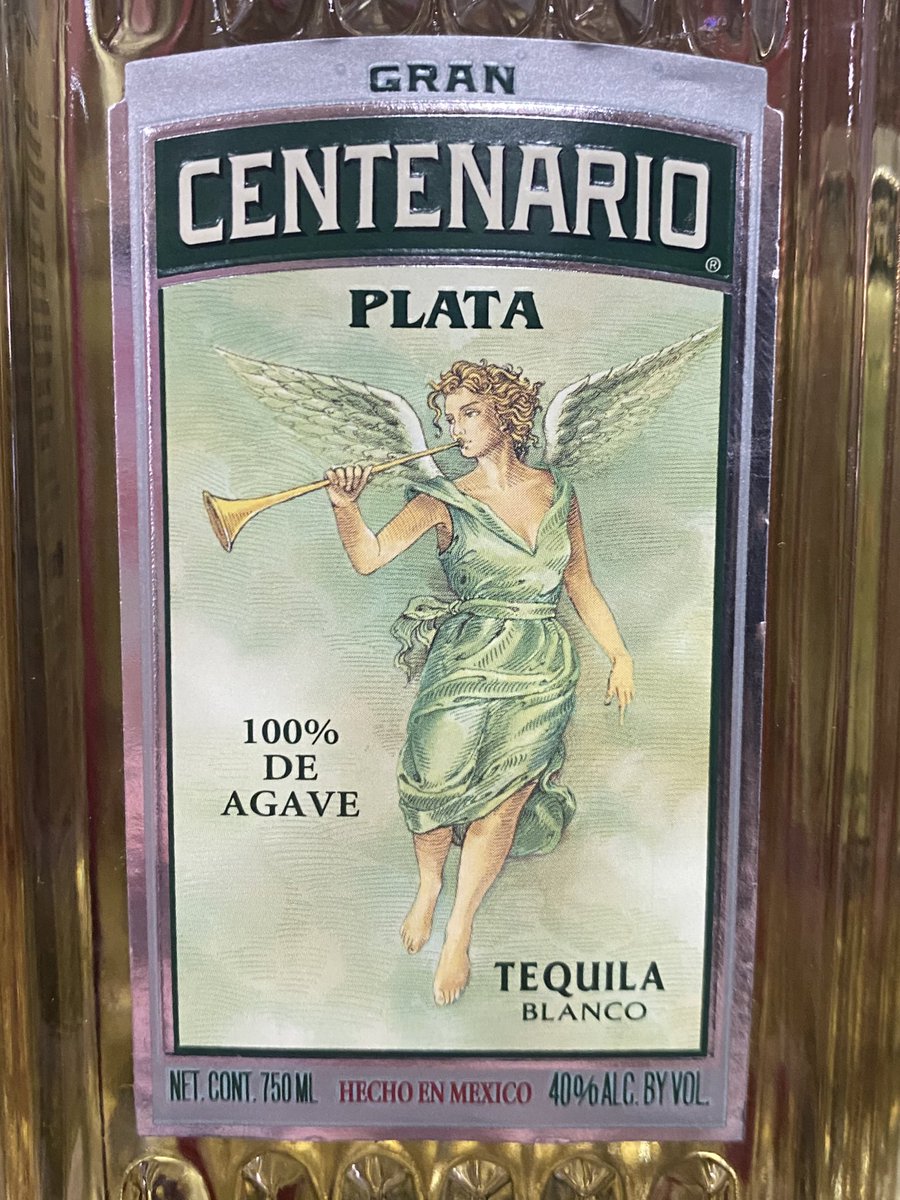 GRAN
CENTENARIO®
PLATA
100%
DE
AGAVE
TEQUILA
BLANCO
NET. CONT. 750 ML HECHO EN MEXICO 40% ALC. BY VOL.